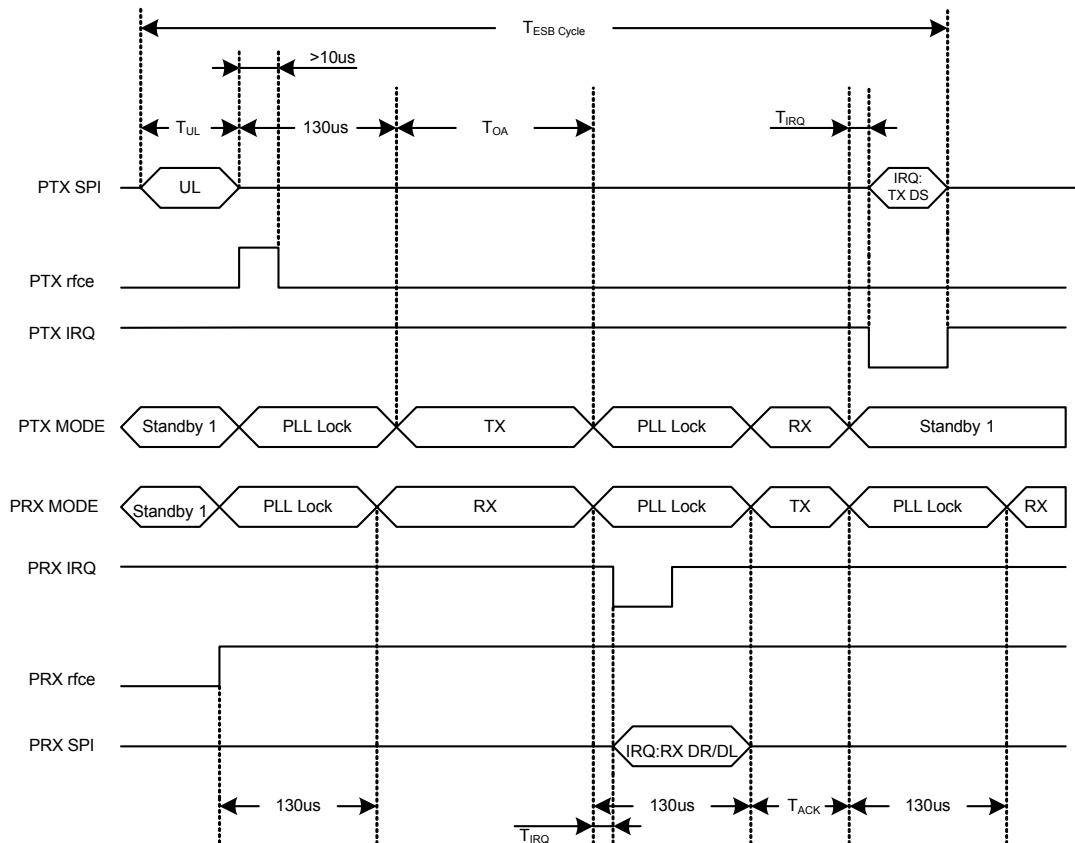 TESB Cycle
>10us
TUL 130us TOA TIRQ
PTX SPI UL IRQ:
TX DS
PTX rfce
PTX IRQ
PTX MODE Standby 1 PLL Lock TX PLL Lock RX Standby 1
PRX MODE Standby 1 PLL Lock RX PLL Lock TX PLL Lock RX
PRX IRQ
PRX rfce
PRX SPI IRQ:RX DR/DL
130us 130us TACK 130us
TIRQ